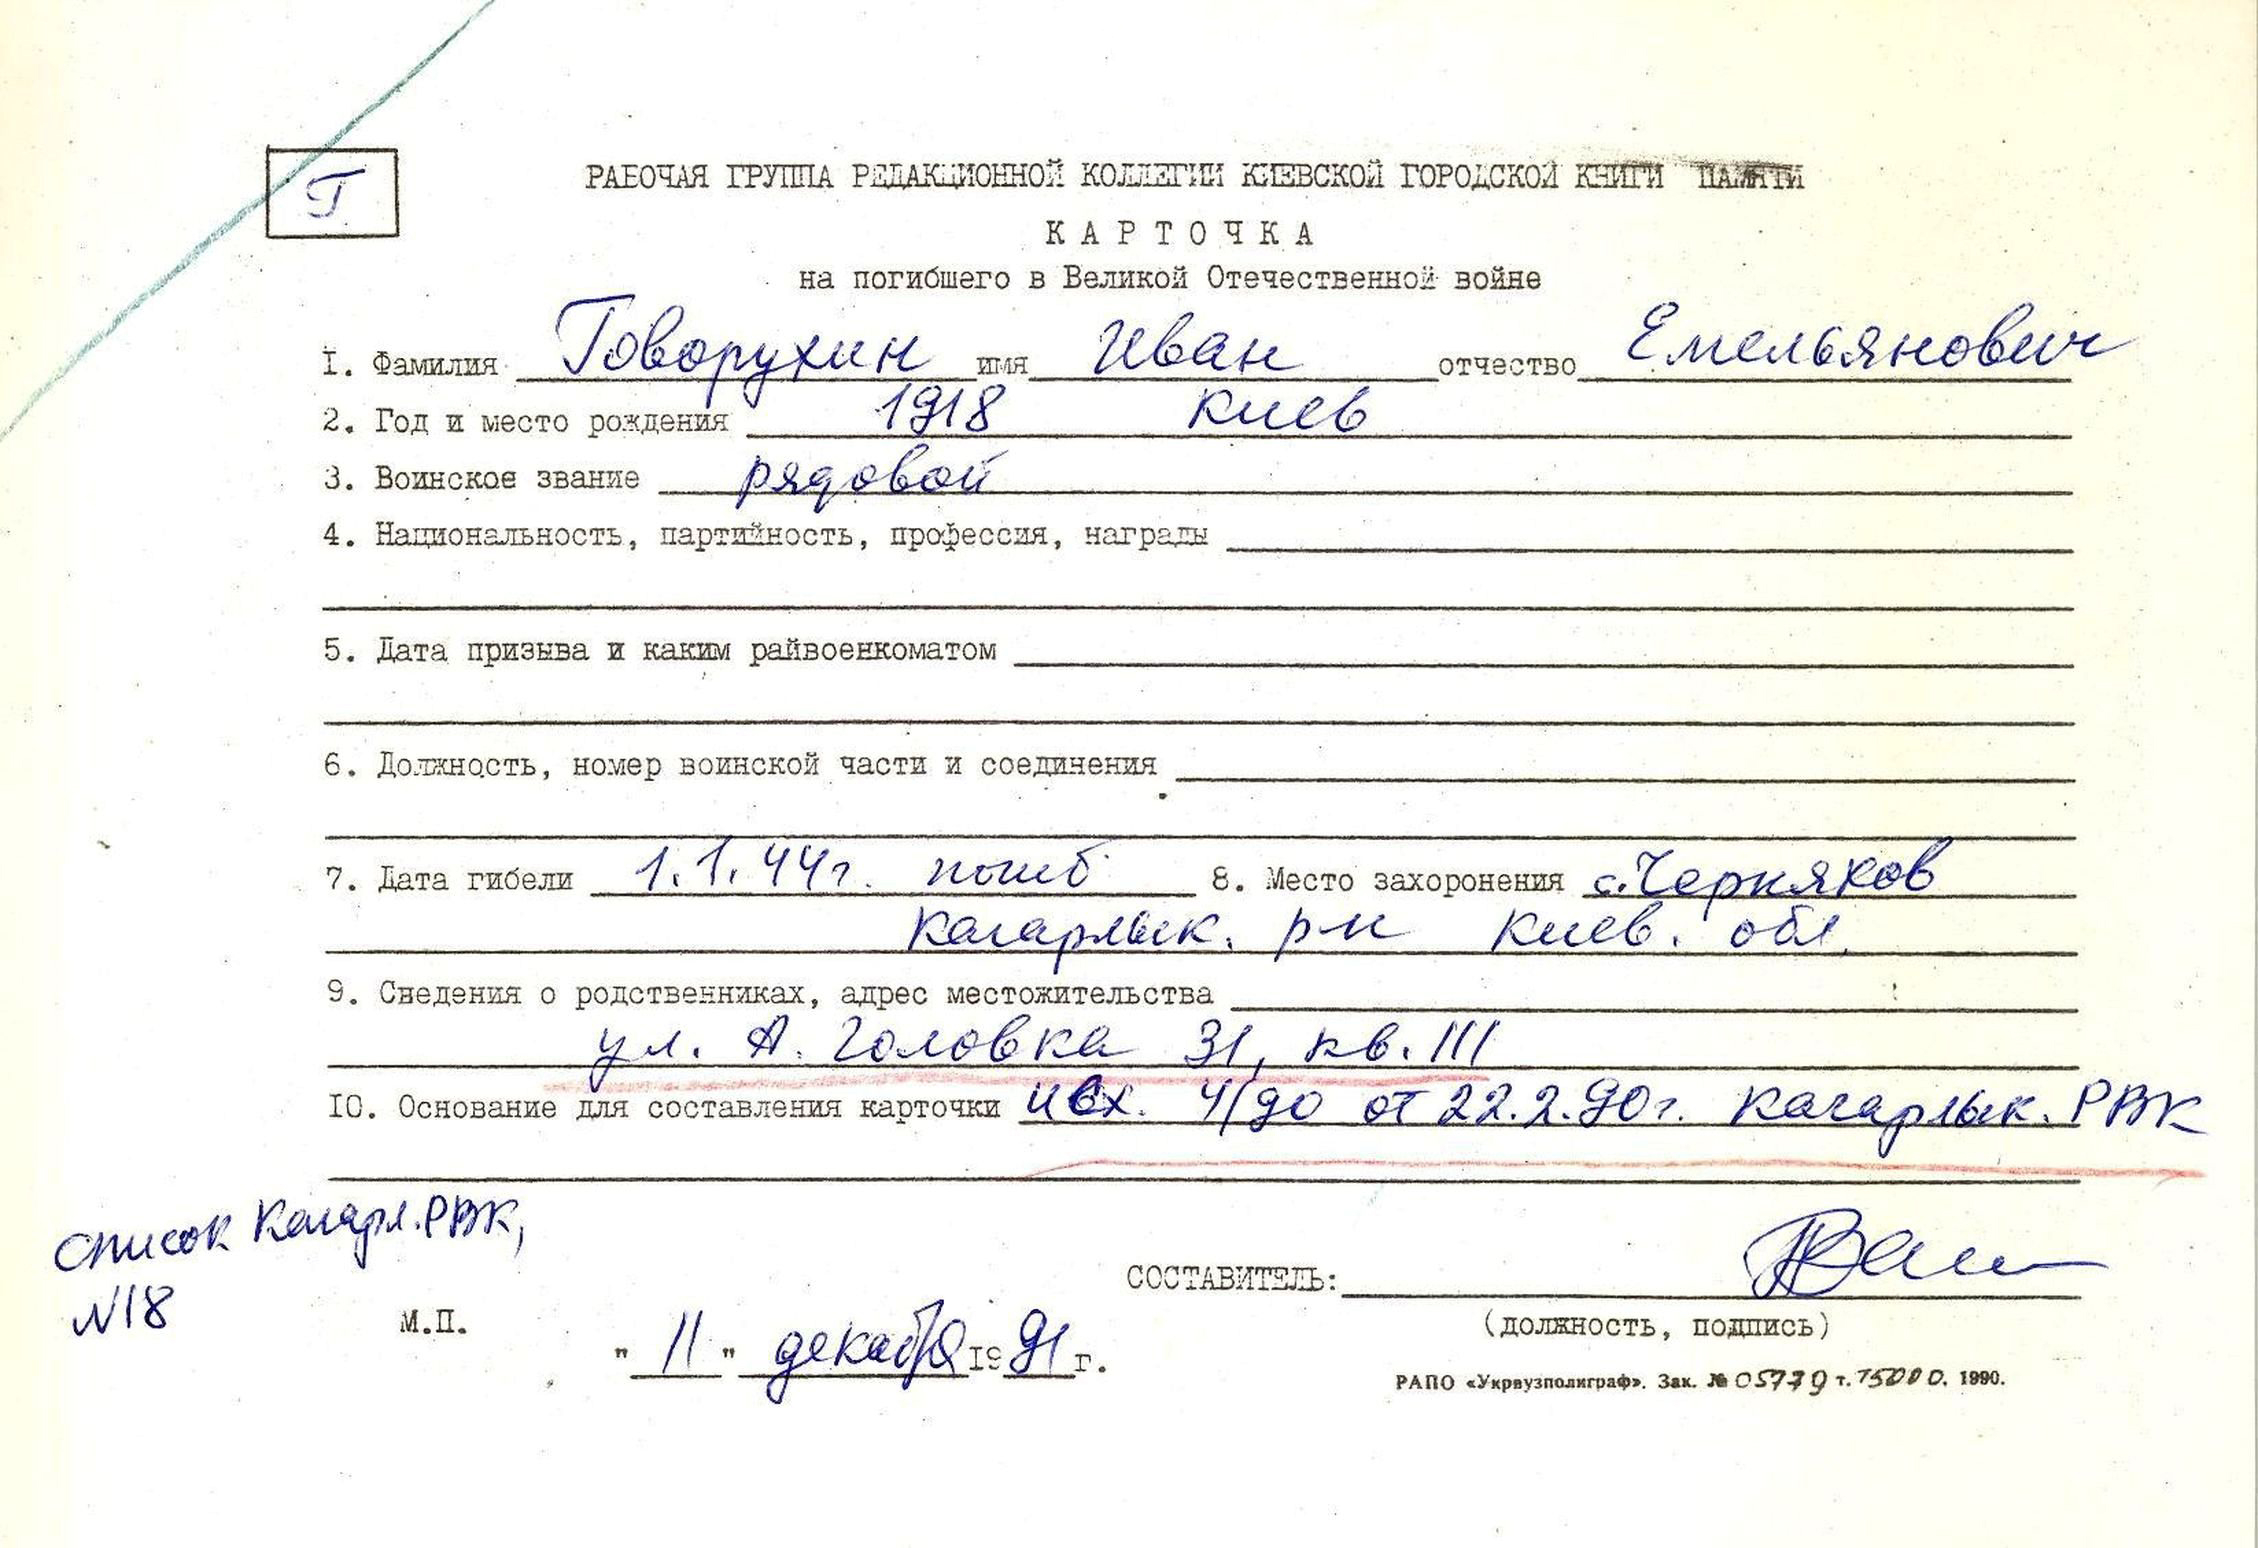 Г
РАБОЧАЯ ГРУППА РЕДАКЦИОННОЙ КОЛЛЕГИИ КИЕВСКОЙ ГОРОДСКОЙ КНИГИ ПАМЯТИ
КАРТОЧКА
на погибшего в Великой Отечественной войне
1. Фамилия Говорухин имя Иван отчество Емельянович
2. Год и место рождения 1918 Киев
3. Воинское звание рядовой
4. Национальность, партийность, профессия, награды
5. Дата призыва и каким райвоенкоматом
6. Должность, номер воинской части и соединения
7. Дата гибели 1.1.44г. погиб 8. Место захоронения с.Черняхов
Кагарлык. р-н Киев. обл.
9. Сведения о родственниках, адрес местожительства
ул. А. Головка 31, кв. 111
10. Основание для составления карточки исх. 4/до от 22.2.90г. Кагарлык. РВК
список Кагарл. РВК,
N18
СОСТАВИТЕЛЬ:
(должность, подпись)
М.П.
" 11 " декабря 1991 г.
РАПО «Укрвузполиграф». Зак. № 05779 т. 15000. 1990.